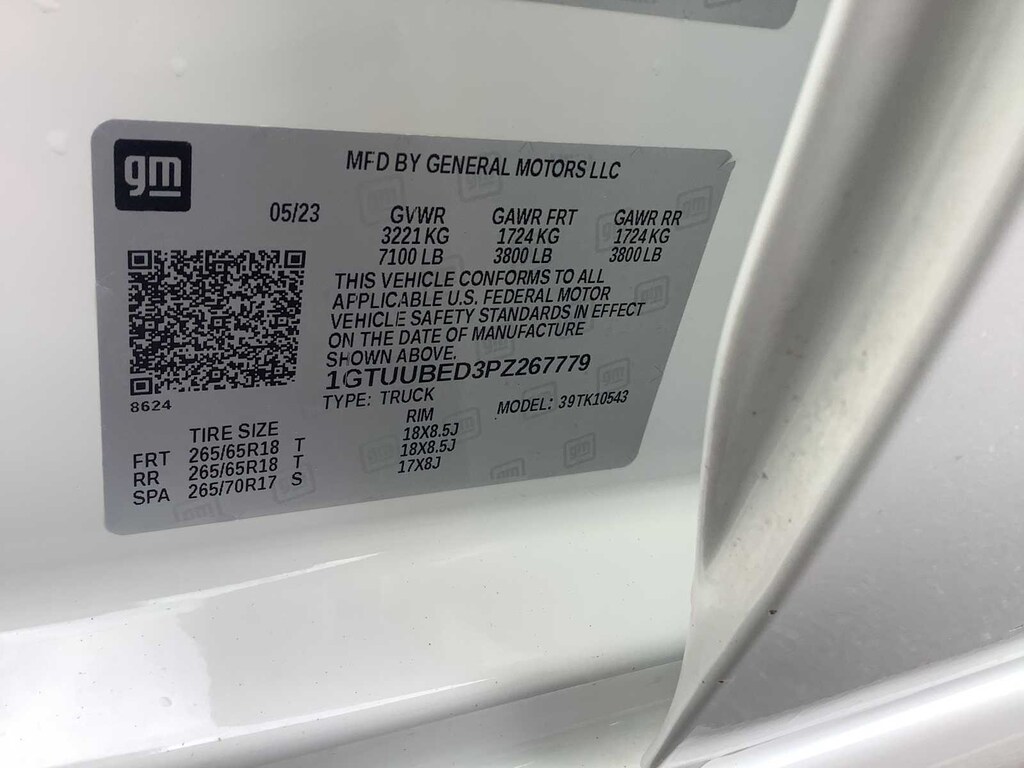 gm
MFD BY GENERAL MOTORS LLC
05/23 GVWR GAWR FRT GAWR RR
3221 KG 1724 KG 1724 KG
7100 LB 3800 LB 3800 LB
THIS VEHICLE CONFORMS TO ALL
APPLICABLE U.S. FEDERAL MOTOR
VEHICLE SAFETY STANDARDS IN EFFECT
ON THE DATE OF MANUFACTURE
SHOWN ABOVE.
1GTUUBED3PZ267779
8624
TYPE: TRUCK MODEL: 39TK10543
TIRE SIZE RIM
FRT 265/65R18 T 18X8.5J
RR 265/65R18 T 18X8.5J
SPA 265/70R17 S 17X8J